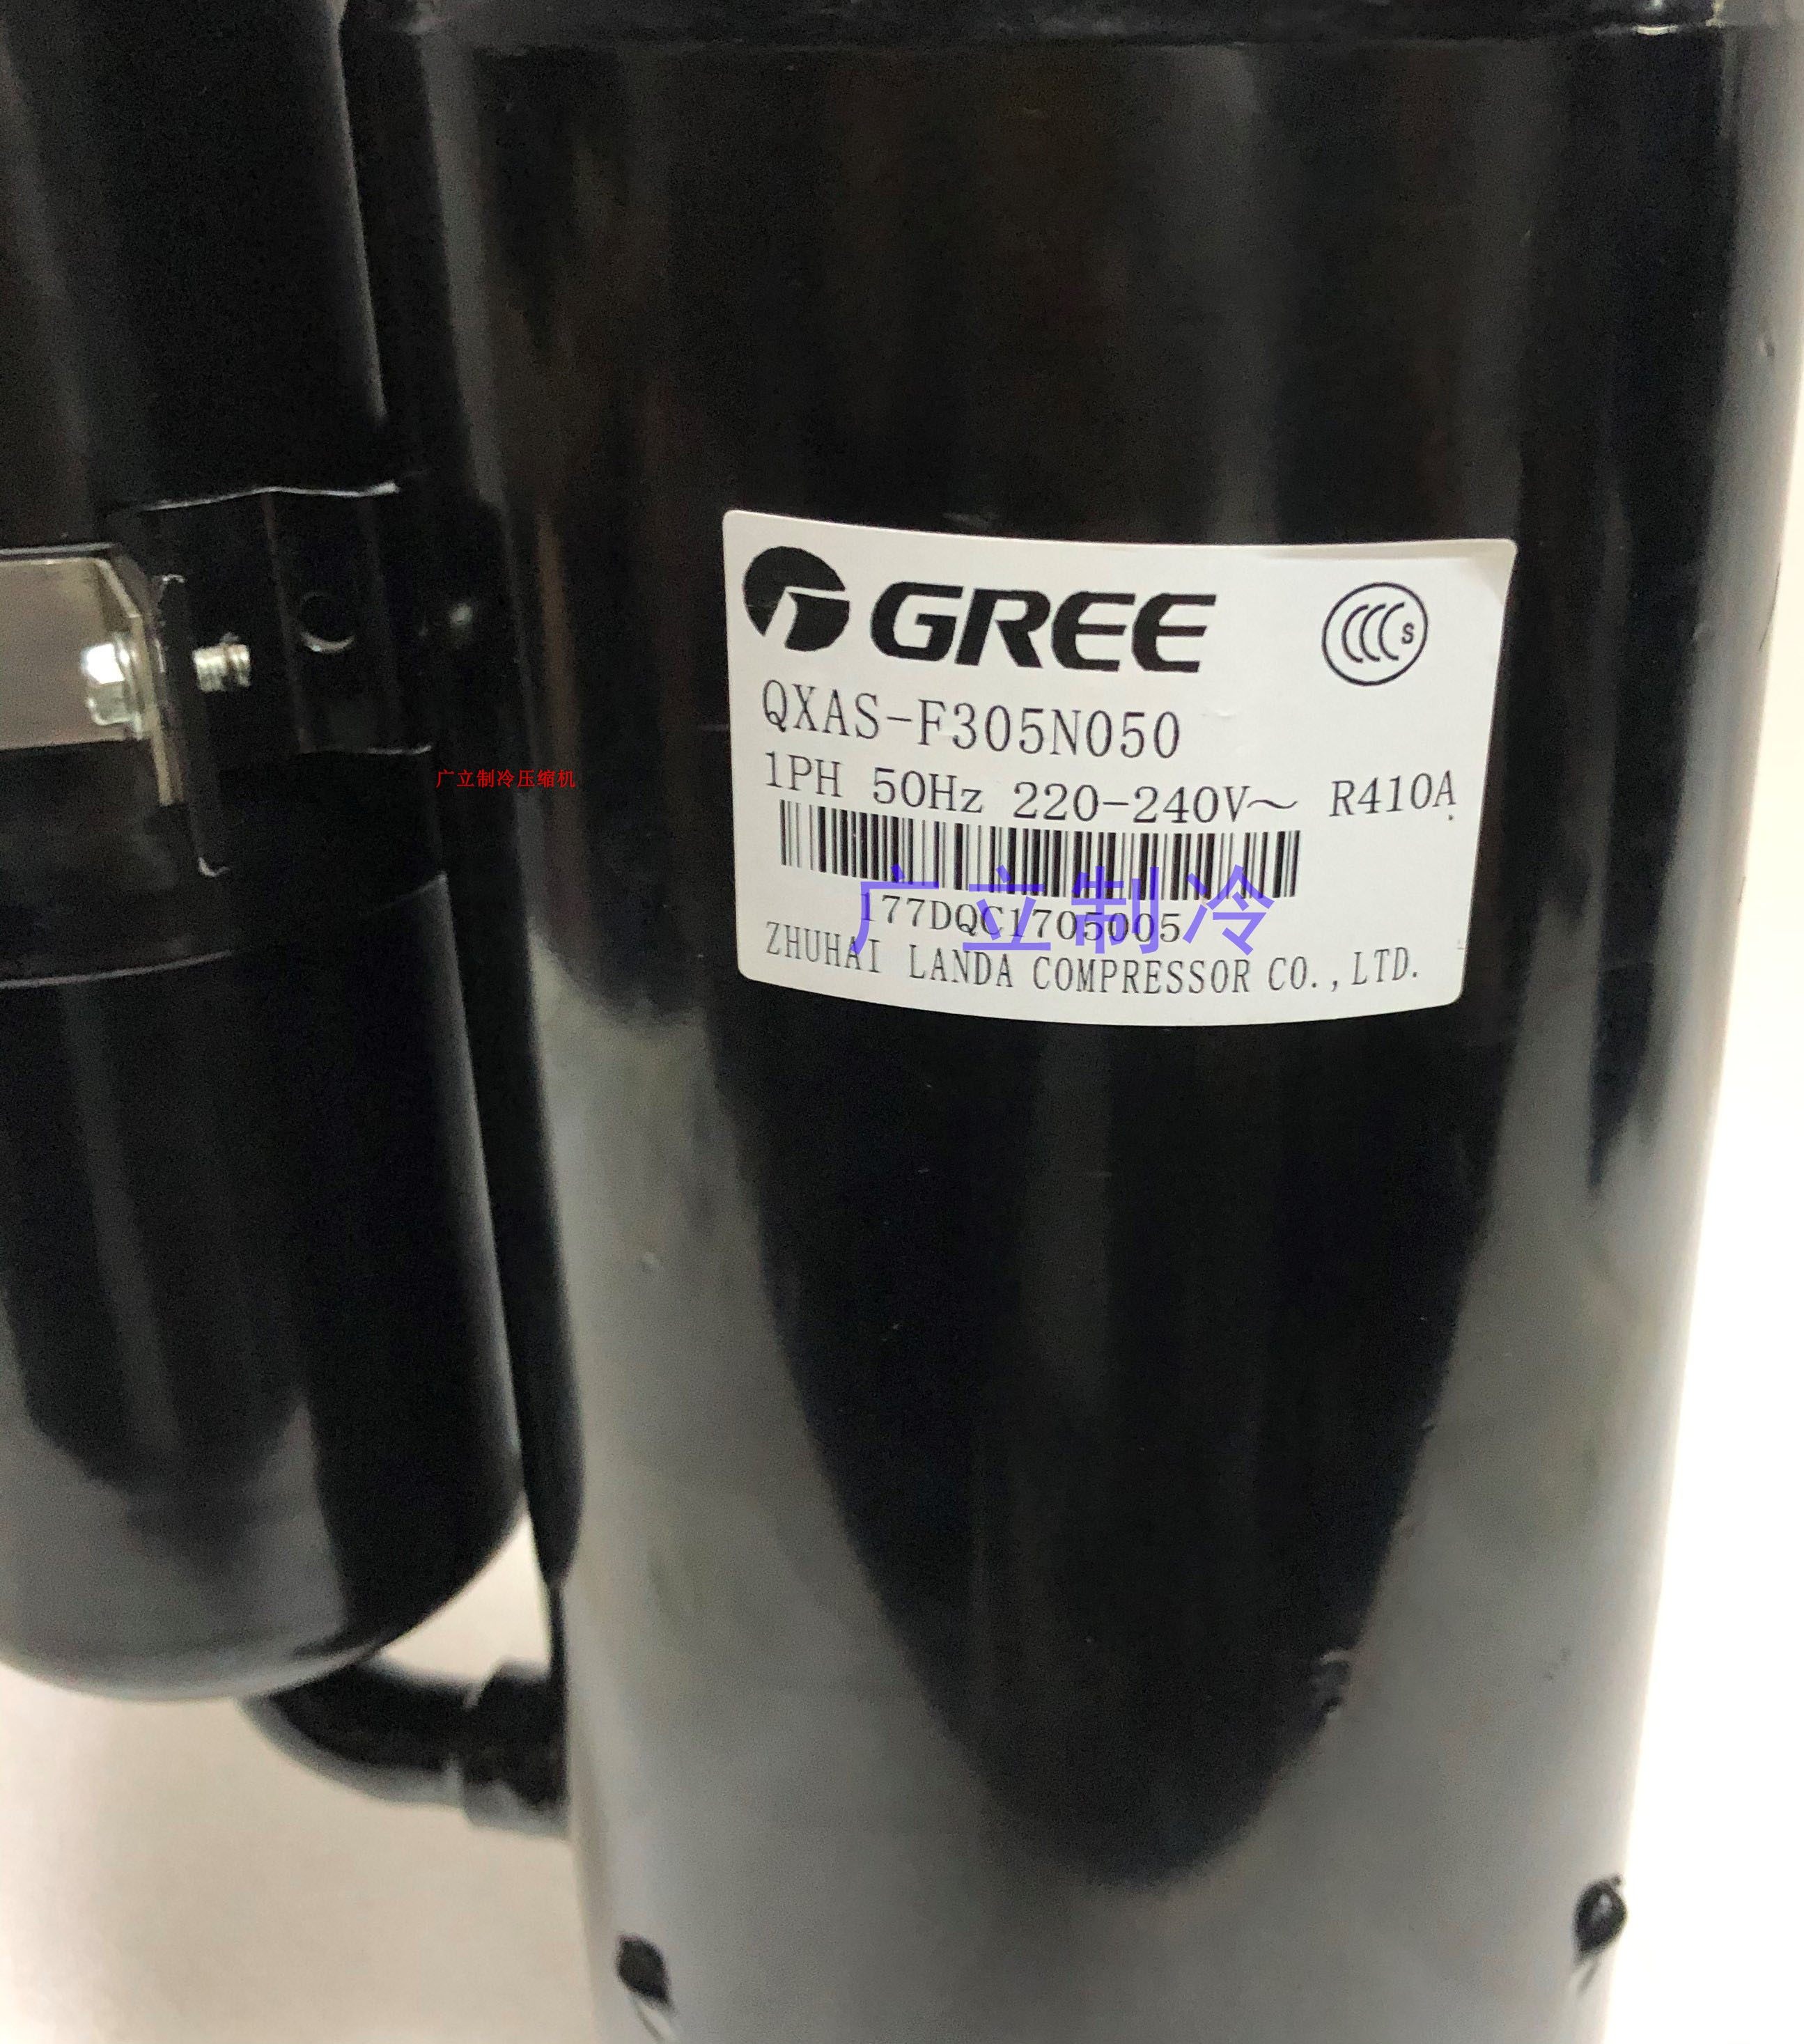 GREE
CCC S
QXAS-F305N050
1PH 50Hz 220-240V～ R410A
广立制冷压缩机
广立制冷
177DQC1705005
ZHUHAI LANDA COMPRESSOR CO.,LTD.